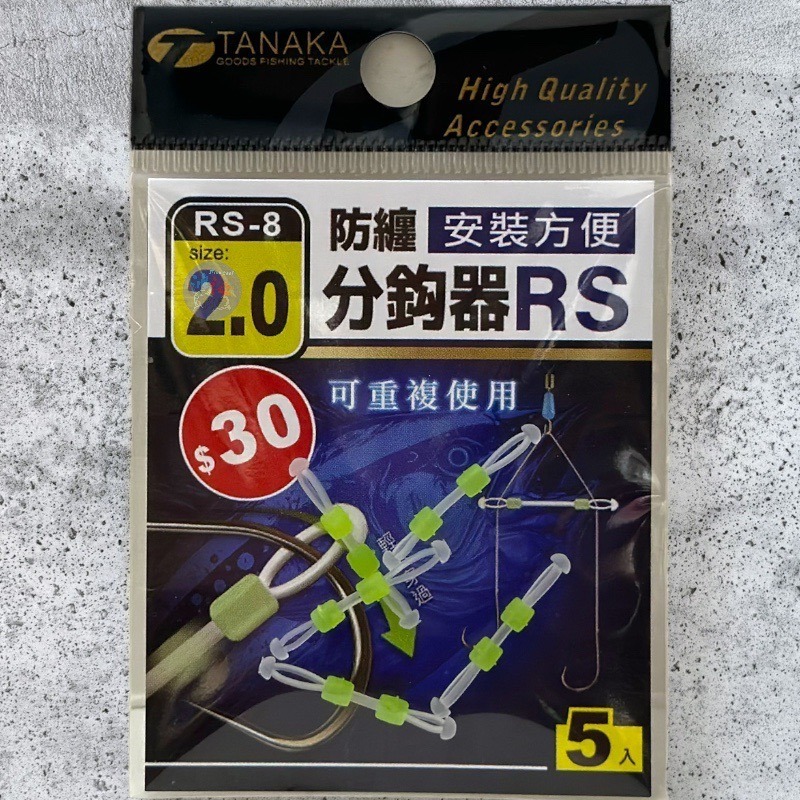 TANAKA
GOODS FISHING TACKLE
High Quality
Accessories
RS-8
size:
2.0
防纏 安裝方便
分鈎器RS
$30
可重複使用
5入